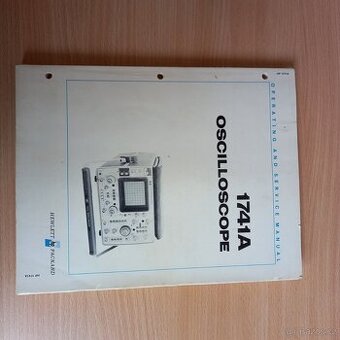 OPERATING AND SERVICE MANUAL
1741A
OSCILLOSCOPE
HEWLETT PACKARD